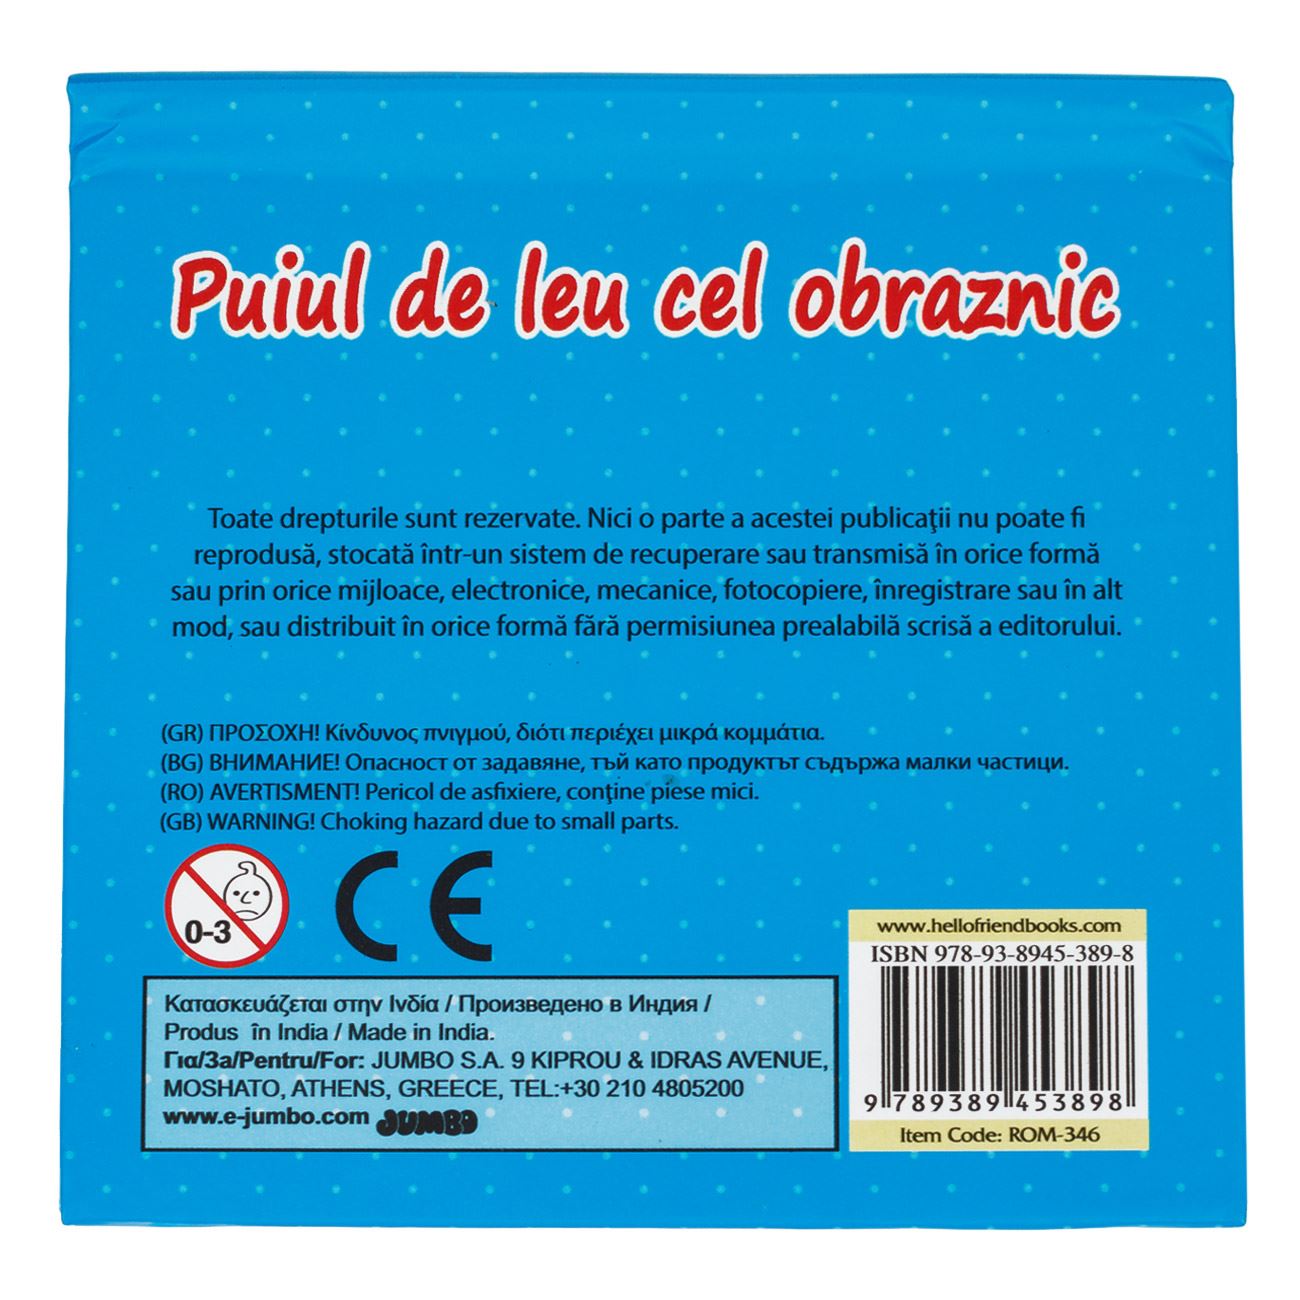 Puiul de leu cel obraznic
Toate drepturile sunt rezervate. Nici o parte a acestei publicaţii nu poate fi
reprodusă, stocată într-un sistem de recuperare sau transmisă în orice formă
sau prin orice mijloace, electronice, mecanice, fotocopiere, înregistrare sau în alt
mod, sau distribuit în orice formă fără permisiunea prealabilă scrisă a editorului.
(GR) ΠΡΟΣΟΧΗ! Κίνδυνος πνιγμού, διότι περιέχει μικρά κομμάτια.
(BG) ВНИМАНИЕ! Опасност от задавяне, тъй като продуктът съдържа малки частици.
(RO) AVERTISMENT! Pericol de asfixiere, conţine piese mici.
(GB) WARNING! Choking hazard due to small parts.
0-3
CE
Κατασκευάζεται στην Ινδία / Произведено в Индия /
Produs în India / Made in India.
Για/За/Pentru/For: JUMBO S.A. 9 KIPROU & IDRAS AVENUE,
MOSHATO, ATHENS, GREECE, TEL:+30 210 4805200
www.e-jumbo.com JUMBO
www.hellofriendbooks.com
ISBN 978-93-8945-389-8
9 789389 453898
Item Code: ROM-346